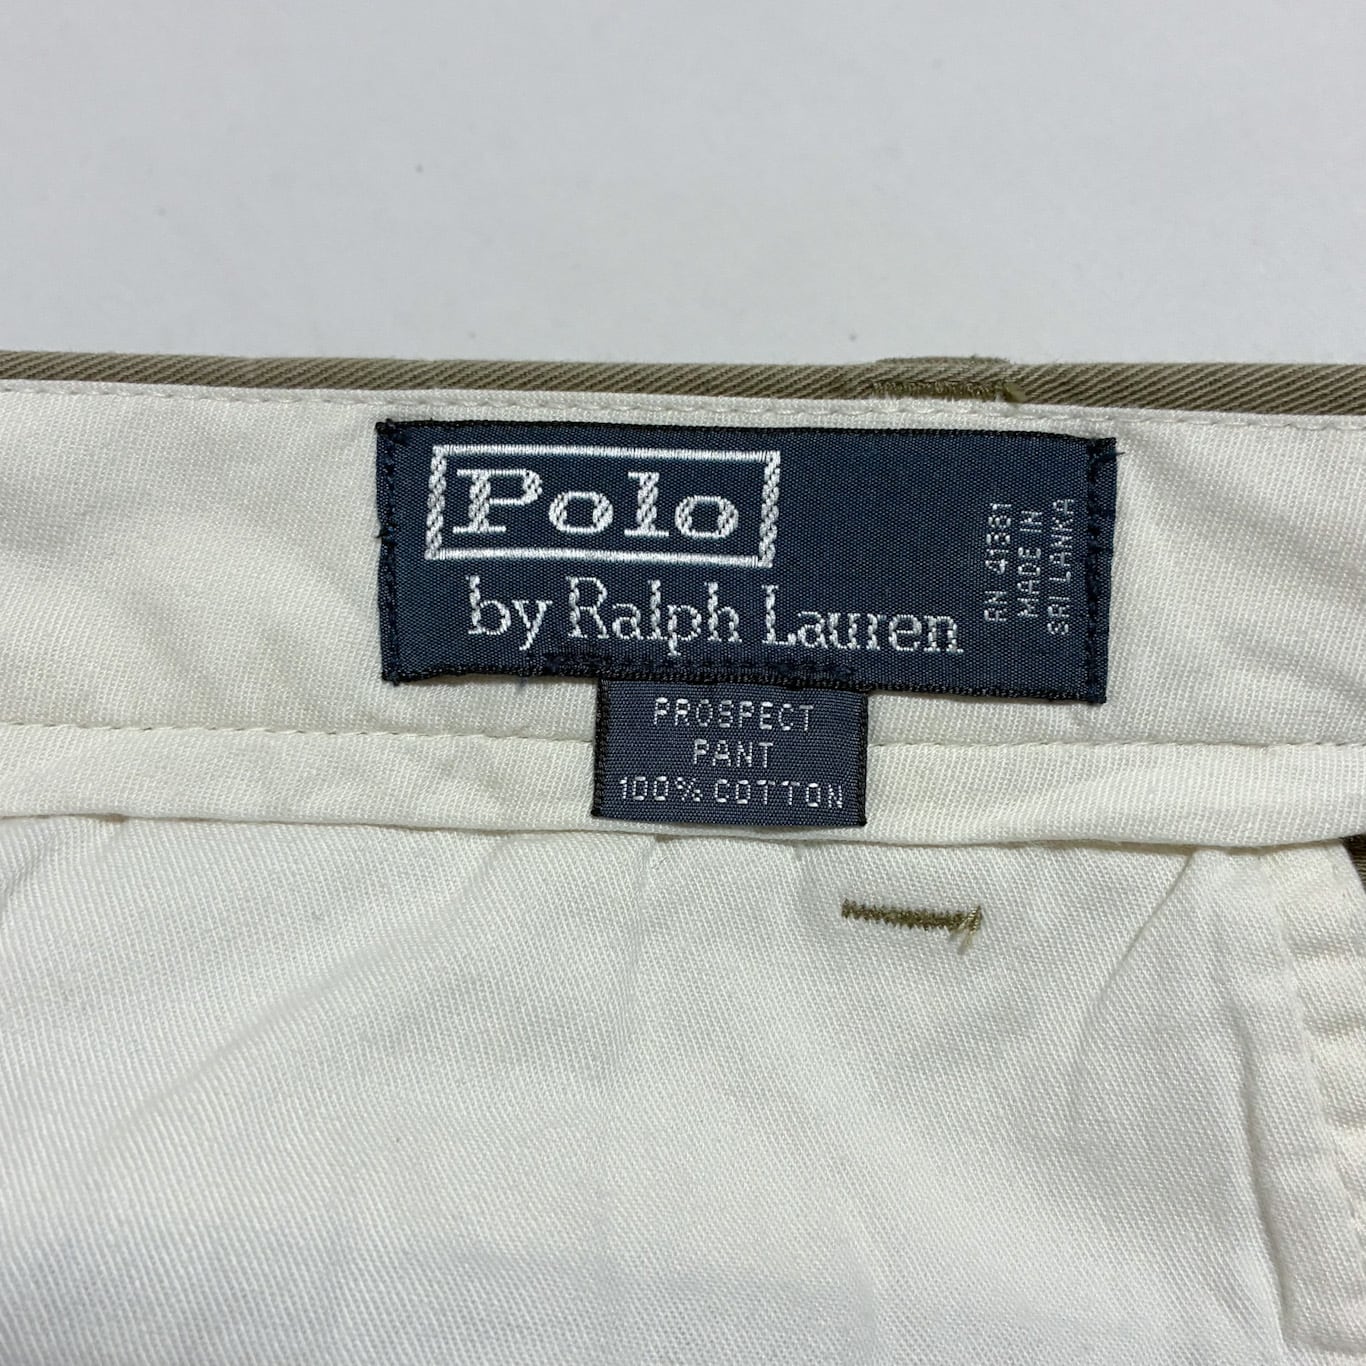 Polo
by Ralph Lauren
RN 41381
MADE IN
SRI LANKA
PROSPECT
PANT
100% COTTON